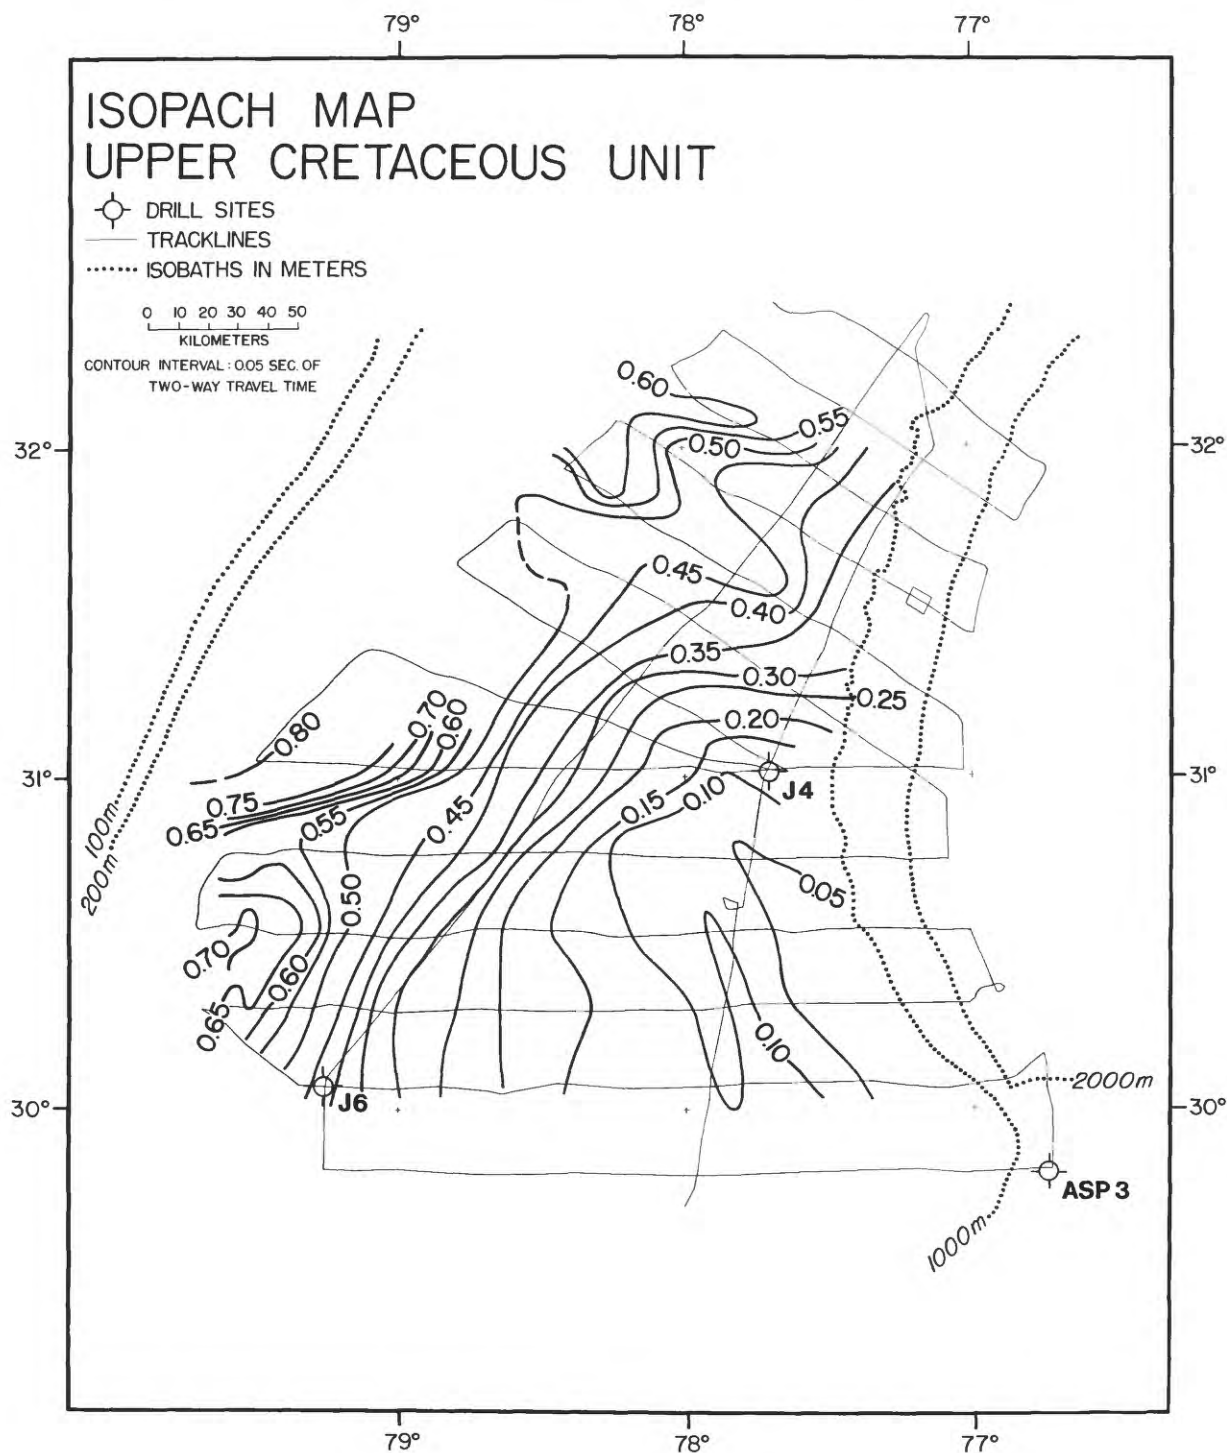 79° 78° 77°
ISOPACH MAP
UPPER CRETACEOUS UNIT
DRILL SITES
TRACKLINES
ISOBATHS IN METERS
0 10 20 30 40 50
KILOMETERS
CONTOUR INTERVAL: 0.05 SEC. OF
TWO-WAY TRAVEL TIME
0.60
0.55
0.50
32° 32°
0.45
0.40
0.35
0.30
0.25
0.20
0.70
0.60
0.80
31° 31°
J4
0.75
0.65
0.55
0.45
0.15
0.10
100m
200m
0.50
0.05
0.70
0.60
0.65
0.10
J6
2000m
30° 30°
ASP 3
1000m
79° 78° 77°